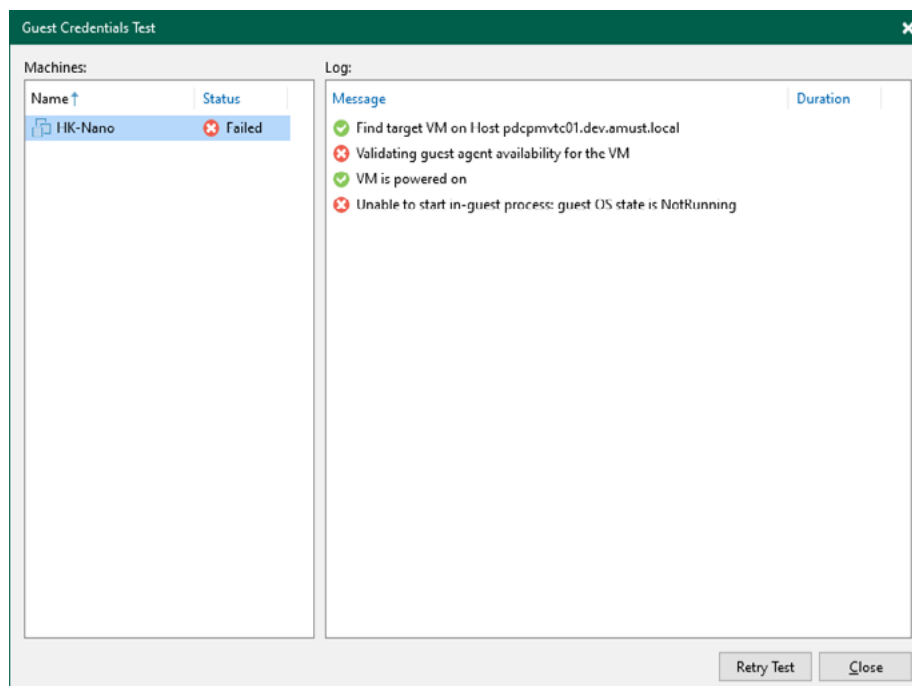 Guest Credentials Test
Machines:
Name Status
HK-Nano Failed
Log:
Message Duration
Find target VM on Host pdcpmvtc01.dev.amust.local
Validating guest agent availability for the VM
VM is powered on
Unable to start in-guest process: guest OS state is NotRunning
Retry Test Close